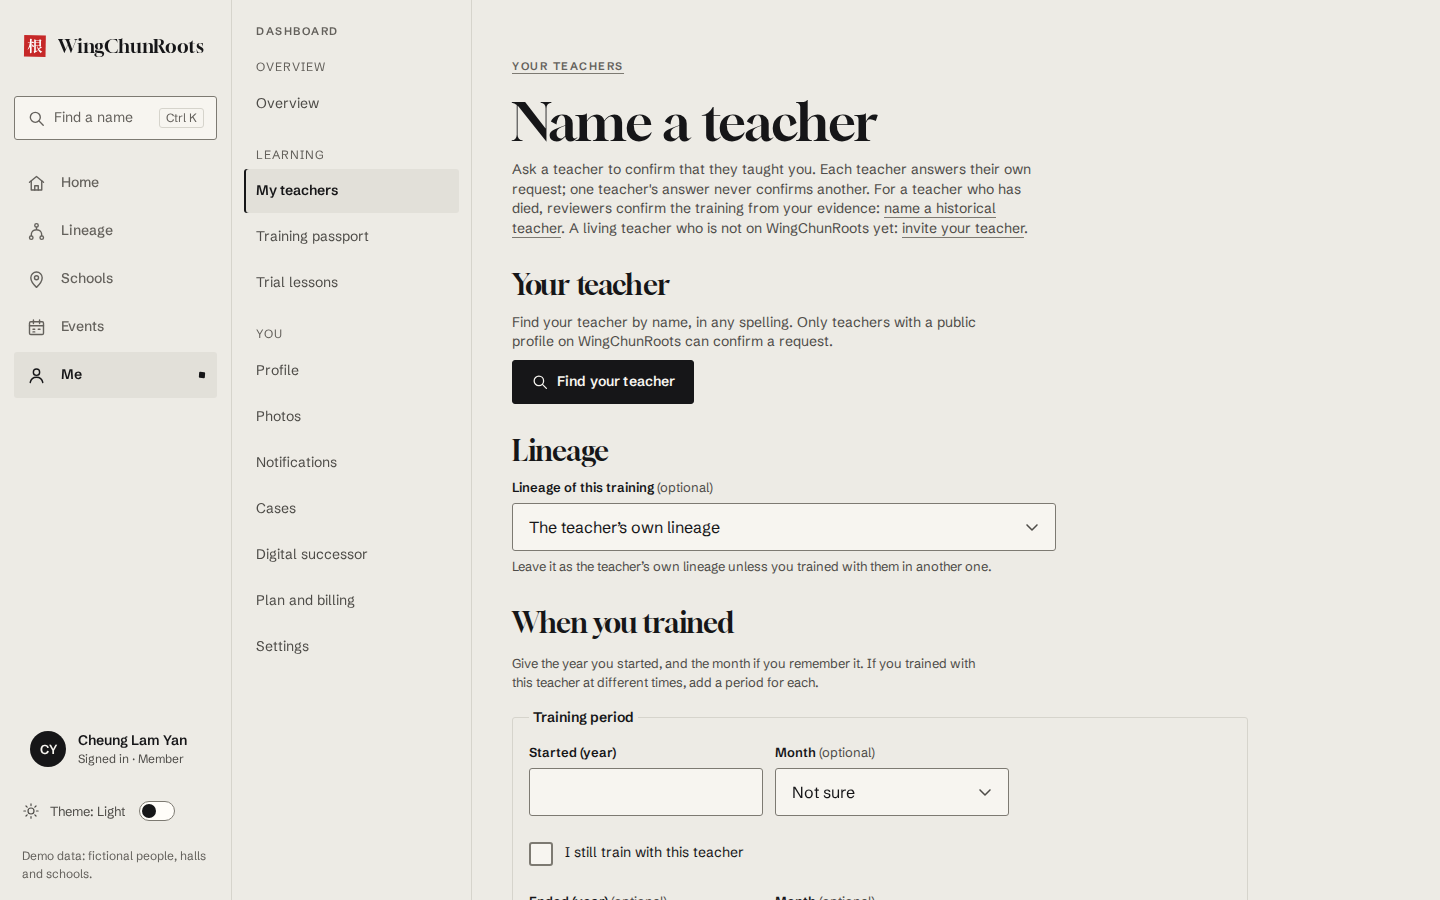 根 WingChunRoots
Find a name Ctrl K
Home
Lineage
Schools
Events
Me
CY
Cheung Lam Yan
Signed in · Member
Theme: Light
Demo data: fictional people, halls
and schools.
DASHBOARD
OVERVIEW
Overview
LEARNING
My teachers
Training passport
Trial lessons
YOU
Profile
Photos
Notifications
Cases
Digital successor
Plan and billing
Settings
YOUR TEACHERS
Name a teacher
Ask a teacher to confirm that they taught you. Each teacher answers their own
request; one teacher's answer never confirms another. For a teacher who has
died, reviewers confirm the training from your evidence: name a historical
teacher. A living teacher who is not on WingChunRoots yet: invite your teacher.
Your teacher
Find your teacher by name, in any spelling. Only teachers with a public
profile on WingChunRoots can confirm a request.
Find your teacher
Lineage
Lineage of this training (optional)
The teacher’s own lineage
Leave it as the teacher’s own lineage unless you trained with them in another one.
When you trained
Give the year you started, and the month if you remember it. If you trained with
this teacher at different times, add a period for each.
Training period
Started (year) Month (optional)
Not sure
I still train with this teacher
Ended (year) (optional) Month (optional)